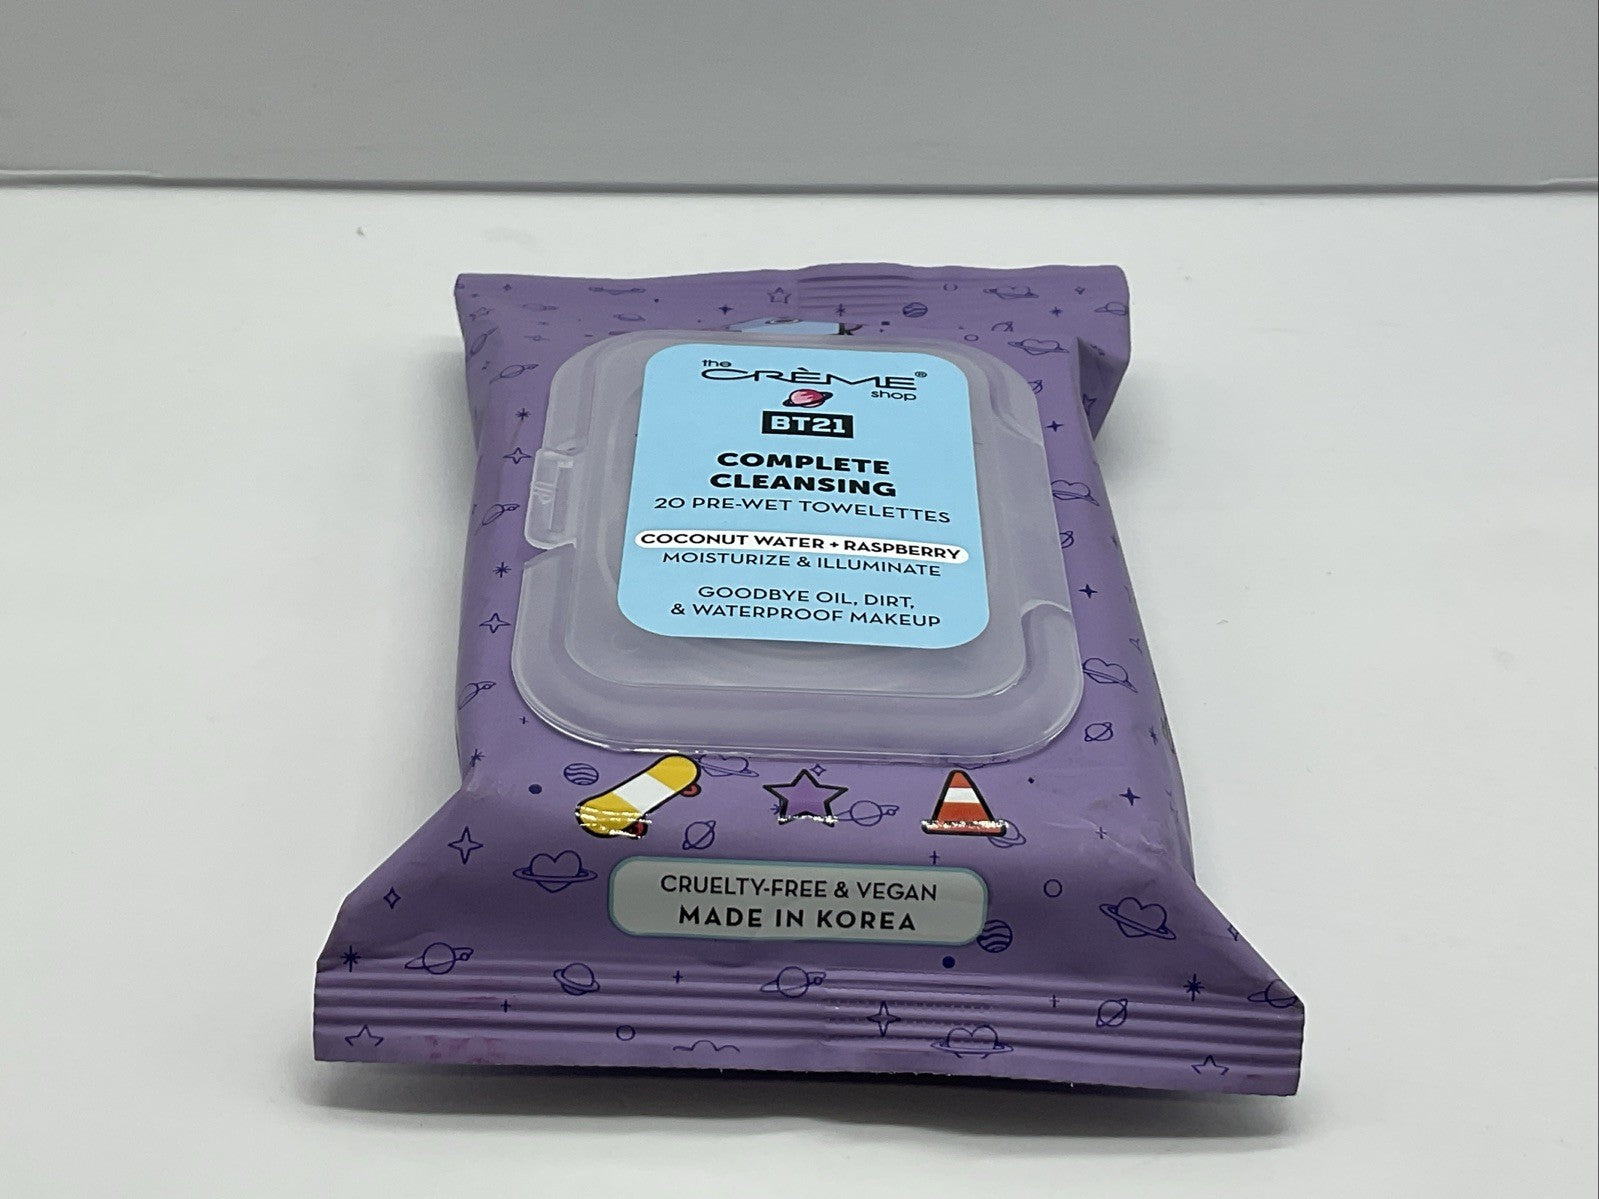 the
CRÈME®
shop
BT21
COMPLETE
CLEANSING
20 PRE-WET TOWELETTES
COCONUT WATER + RASPBERRY
MOISTURIZE & ILLUMINATE
GOODBYE OIL, DIRT,
& WATERPROOF MAKEUP
CRUELTY-FREE & VEGAN
MADE IN KOREA